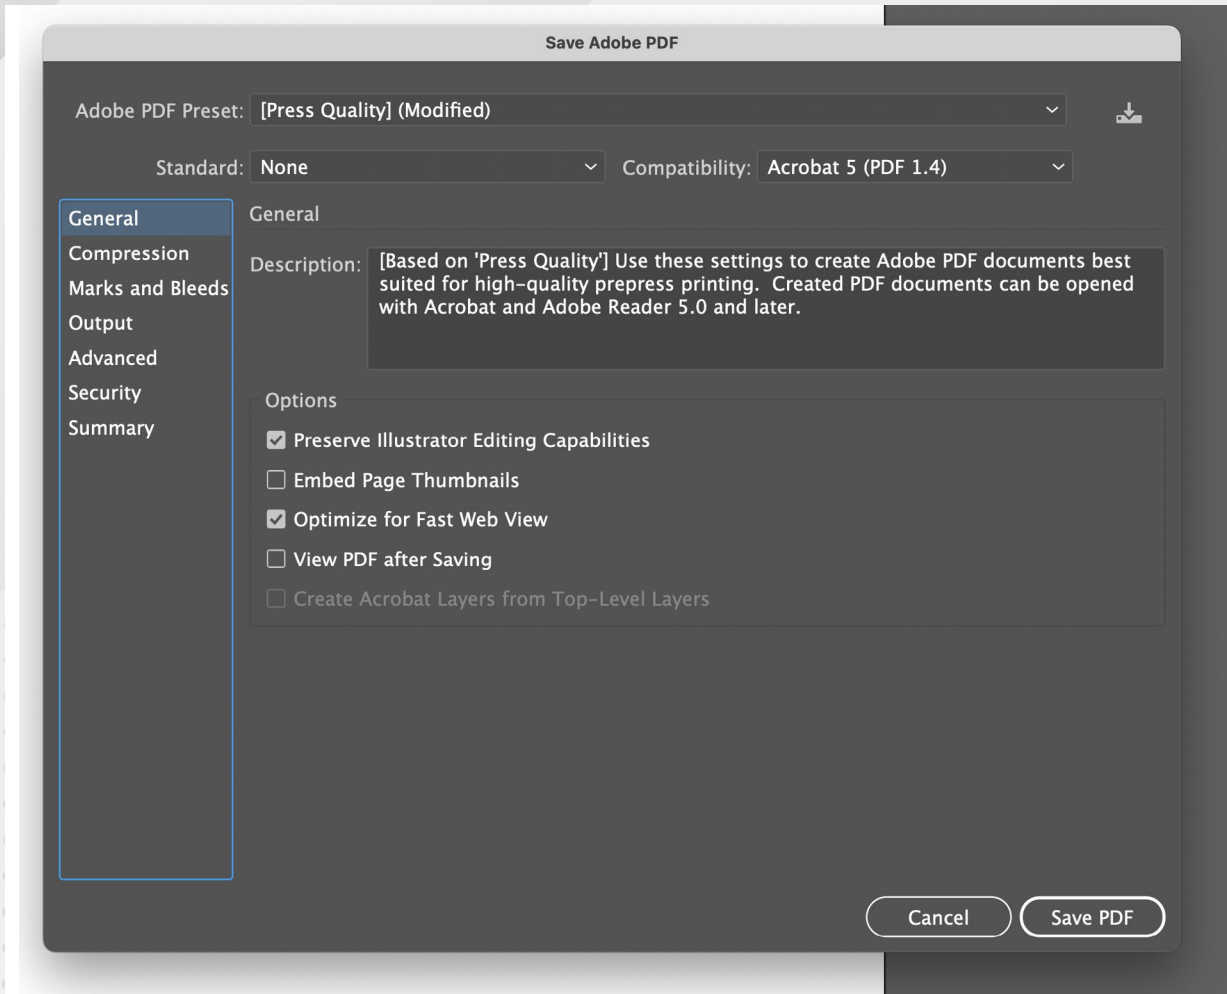 Save Adobe PDF
Adobe PDF Preset: [Press Quality] (Modified)
Standard: None Compatibility: Acrobat 5 (PDF 1.4)
General
Compression
Marks and Bleeds
Output
Advanced
Security
Summary
General
Description: [Based on 'Press Quality'] Use these settings to create Adobe PDF documents best
suited for high-quality prepress printing.  Created PDF documents can be opened
with Acrobat and Adobe Reader 5.0 and later.
Options
Preserve Illustrator Editing Capabilities
Embed Page Thumbnails
Optimize for Fast Web View
View PDF after Saving
Create Acrobat Layers from Top-Level Layers
Cancel Save PDF